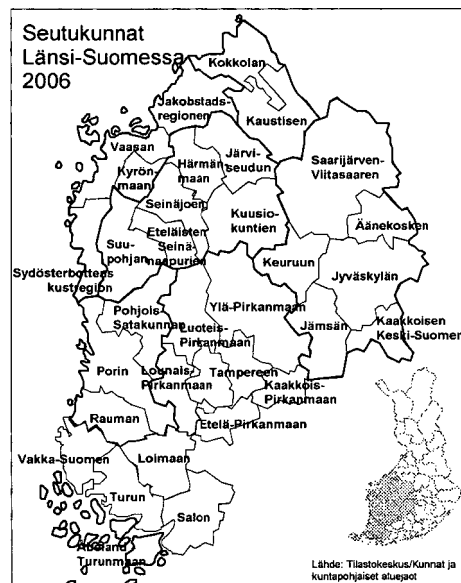 Seutukunnat
Länsi-Suomessa
2006
Kokkolan
Jakobstads-
regionen
Kaustisen
Vaasan
Kyrön-
maan
Härmän-
maan
Järvi-
seudun
Saarijärven-
Viitasaaren
Seinäjoen
Eteläisten
Seinä-
naapurien
Kuusio-
kuntien
Äänekosken
Suu-
pohjan
Keuruun
Sydösterbottens
kustregion
Jyväskylän
Pohjois-
Satakunnan
Ylä-Pirkanmaan
Luoteis-
Pirkanmaan
Jämsän
Kaakkoisen
Keski-Suomen
Porin
Lounais-
Pirkanmaan
Tampereen
Kaakkois-
Pirkanmaan
Rauman
Etelä-Pirkanmaan
Vakka-Suomen
Loimaan
Turun
Salon
Åboland
Turunmaan
Lähde: Tilastokeskus/Kunnat ja
kuntapohjaiset aluejaot